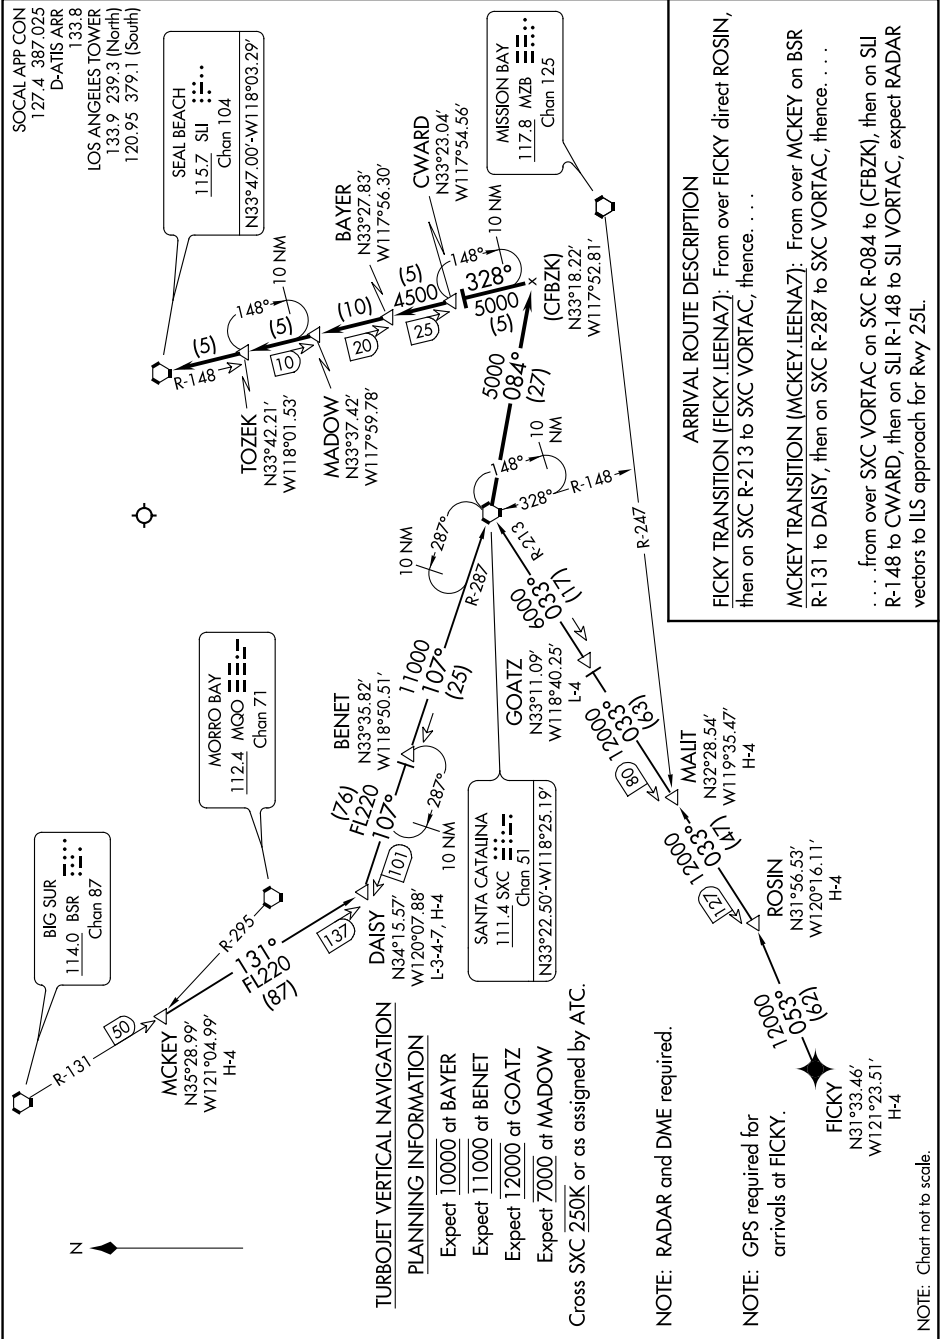 SOCAL APP CON
127.4 387.025
D-ATIS ARR
133.8
LOS ANGELES TOWER
133.9 239.3 (North)
120.95 379.1 (South)
SEAL BEACH
115.7 SLI
Chan 104
N33°47.00'-W118°03.29'
MISSION BAY
117.8 MZB
Chan 125
BIG SUR
114.0 BSR
Chan 87
MORRO BAY
112.4 MQO
Chan 71
SANTA CATALINA
111.4 SXC
Chan 51
N33°22.50'-W118°25.19'
R-131
50
MCKEY
N35°28.99'
W121°04.99'
H-4
R-295
131°
FL220
(87)
137
DAISY
N34°15.57'
W120°07.88'
L-3-4-7, H-4
101
(76)
FL220
107°
287°
10 NM
BENET
N33°35.82'
W118°50.51'
11000
107°
(25)
R-287
287°
10 NM
148°
10
NM
328°
R-148
R-213
6000
033°
(17)
GOATZ
N33°11.09'
W118°40.25'
L-4
12000
033°
(63)
80
MALIT
N32°28.54'
W119°35.47'
H-4
R-247
12000
033°
(47)
127
ROSIN
N31°56.53'
W120°16.11'
H-4
12000
053°
(62)
FICKY
N31°33.46'
W121°23.51'
H-4
5000
084°
(27)
(CFBZK)
N33°18.22'
W117°52.81'
328°
5000
(5)
148°
10 NM
CWARD
N33°23.04'
W117°54.56'
25
(5)
4500
BAYER
N33°27.83'
W117°56.30'
20
(10)
MADOW
N33°37.42'
W117°59.78'
10
(5)
148°
10 NM
TOZEK
N33°42.21'
W118°01.53'
R-148
(5)
N
TURBOJET VERTICAL NAVIGATION
PLANNING INFORMATION
Expect 10000 at BAYER
Expect 11000 at BENET
Expect 12000 at GOATZ
Expect 7000 at MADOW
Cross SXC 250K or as assigned by ATC.
NOTE: RADAR and DME required.
NOTE: GPS required for
arrivals at FICKY.
NOTE: Chart not to scale.
ARRIVAL ROUTE DESCRIPTION
FICKY TRANSITION (FICKY.LEENA7): From over FICKY direct ROSIN,
then on SXC R-213 to SXC VORTAC, thence. . . .
MCKEY TRANSITION (MCKEY.LEENA7): From over MCKEY on BSR
R-131 to DAISY, then on SXC R-287 to SXC VORTAC, thence. . . .
. . . .from over SXC VORTAC on SXC R-084 to (CFBZK), then on SLI
R-148 to CWARD, then on SLI R-148 to SLI VORTAC, expect RADAR
vectors to ILS approach for Rwy 25L.